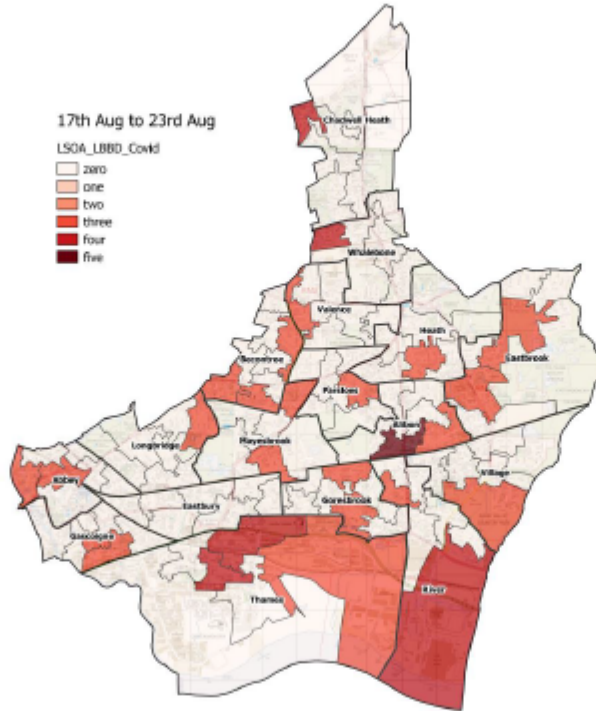 17th Aug to 23rd Aug
LSOA_LBBD_Covid
zero
one
two
three
four
five
Chadwell Heath
Whalebone
Valence
Heath
Eastbrook
Becontree
Parsloes
Alibon
Longbridge
Mayesbrook
Village
Abbey
Goresbrook
Eastbury
Gascoigne
River
Thames